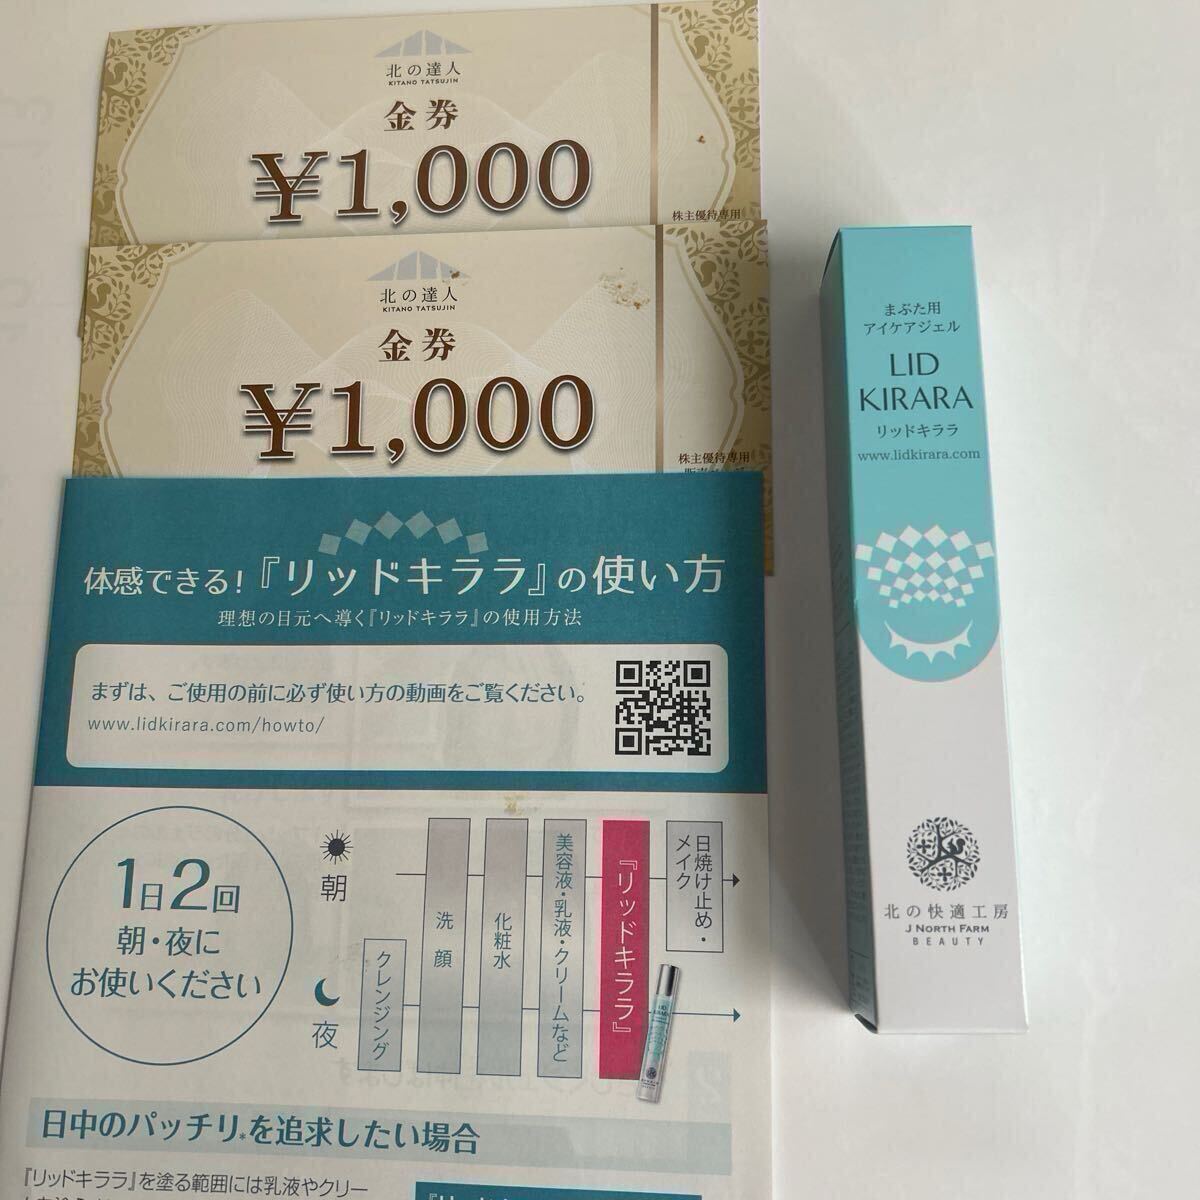 北の達人
KITANO TATSUJIN
金券
¥1,000
株主優待専用
北の達人
KITANO TATSUJIN
金券
¥1,000
株主優待専用
体感できる!『リッドキララ』の使い方
理想の目元へ導く『リッドキララ』の使用方法
まずは、ご使用の前に必ず使い方の動画をご覧ください。
www.lidkirara.com/howto/
1日2回
朝・夜に
お使いください
朝
夜
クレンジング
洗顔
化粧水
美容液・乳液・クリームなど
『リッドキララ』
日焼け止め・
メイク
LID
KIRARA
日中のパッチリ*を追求したい場合
『リッドキララ』を塗る範囲には乳液やクリー
まぶた用
アイケアジェル
LID
KIRARA
リッドキララ
www.lidkirara.com
北の快適工房
J NORTH FARM
BEAUTY